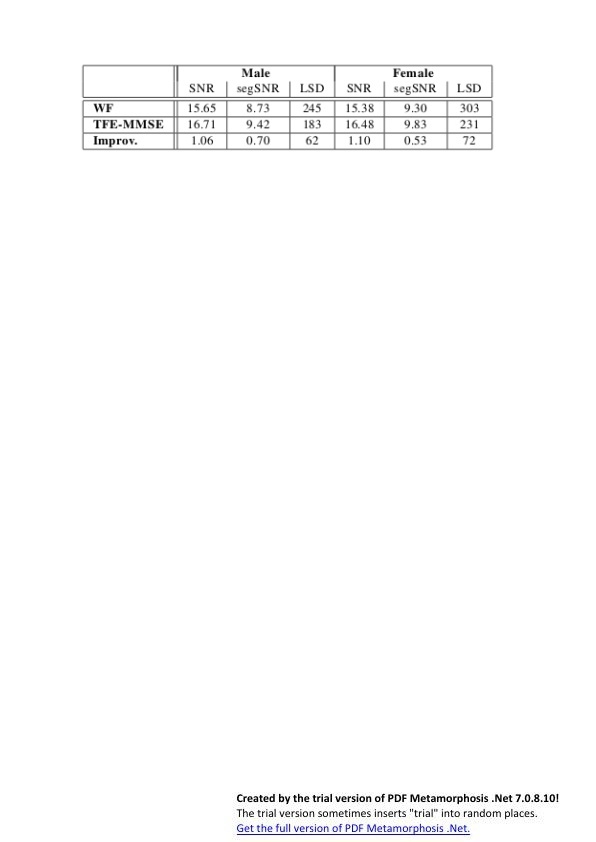 Male Female
SNR segSNR LSD SNR segSNR LSD
WF 15.65 8.73 245 15.38 9.30 303
TFE-MMSE 16.71 9.42 183 16.48 9.83 231
Improv. 1.06 0.70 62 1.10 0.53 72
Created by the trial version of PDF Metamorphosis .Net 7.0.8.10!
The trial version sometimes inserts "trial" into random places.
Get the full version of PDF Metamorphosis .Net.